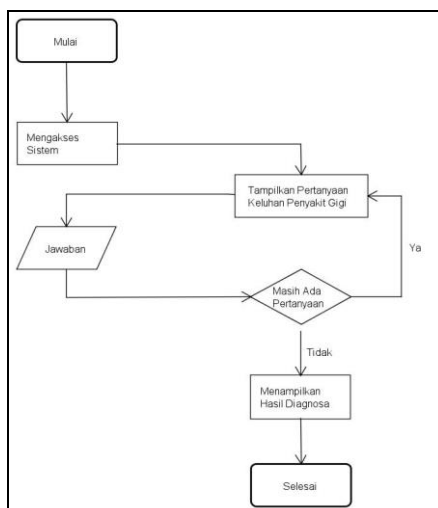 Mulai
Mengakses
Sistem
Tampilkan Pertanyaan
Keluhan Penyakit Gigi
Jawaban
Ya
Masih Ada
Pertanyaan
Tidak
Menampilkan
Hasil Diagnosa
Selesai